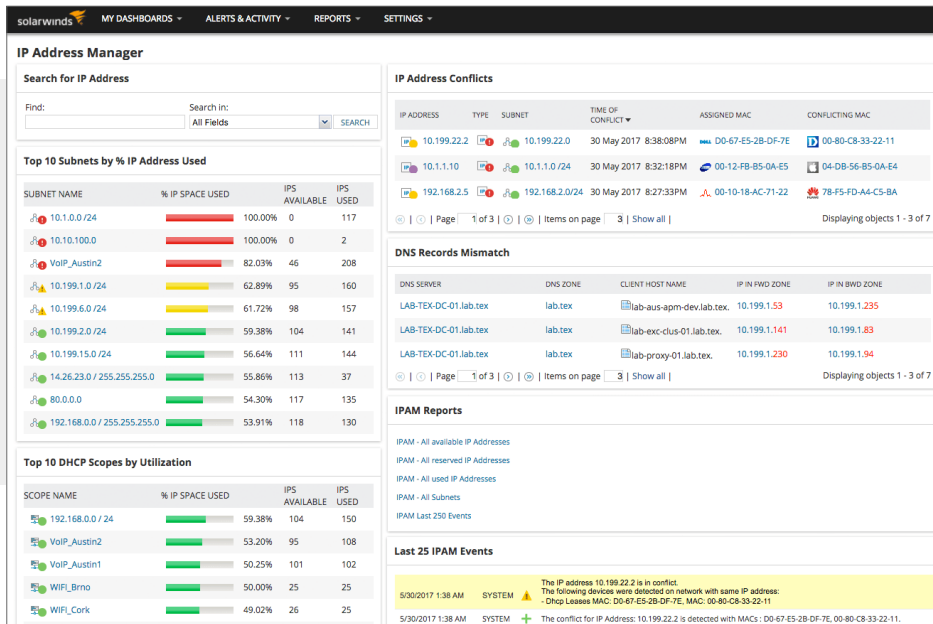 solarwinds MY DASHBOARDS ALERTS & ACTIVITY REPORTS SETTINGS
IP Address Manager
Search for IP Address
Find: Search in:
All Fields SEARCH
Top 10 Subnets by % IP Address Used
SUBNET NAME % IP SPACE USED IPS AVAILABLE IPS USED
10.1.0.0 /24 100.00% 0 117
10.10.100.0 100.00% 0 2
VoIP_Austin2 82.03% 46 208
10.199.1.0 /24 62.89% 95 160
10.199.6.0 /24 61.72% 98 157
10.199.2.0 /24 59.38% 104 141
10.199.15.0 /24 56.64% 111 144
14.26.23.0 / 255.255.255.0 55.86% 113 37
80.0.0.0 54.30% 117 135
192.168.0.0 / 255.255.255.0 53.91% 118 130
Top 10 DHCP Scopes by Utilization
SCOPE NAME % IP SPACE USED IPS AVAILABLE IPS USED
192.168.0.0 / 24 59.38% 104 150
VoIP_Austin2 53.20% 95 108
VoIP_Austin1 50.25% 101 102
WIFI_Brno 50.00% 25 25
WIFI_Cork 49.02% 26 25
IP Address Conflicts
IP ADDRESS TYPE SUBNET TIME OF CONFLICT ASSIGNED MAC CONFLICTING MAC
10.199.22.2 10.199.22.0 30 May 2017 8:38:08PM DELL D0-67-E5-2B-DF-7E 00-80-C8-33-22-11
10.1.1.10 10.1.1.0 /24 30 May 2017 8:32:18PM 00-12-FB-B5-0A-E5 04-DB-56-B5-0A-E4
192.168.2.5 192.168.2.0/24 30 May 2017 8:27:33PM 00-10-18-AC-71-22 78-F5-FD-A4-C5-BA
| Page 1 of 3 | Items on page 3 | Show all | Displaying objects 1 - 3 of 7
DNS Records Mismatch
DNS SERVER DNS ZONE CLIENT HOST NAME IP IN FWD ZONE IP IN BWD ZONE
LAB-TEX-DC-01.lab.tex lab.tex lab-aus-apm-dev.lab.tex. 10.199.1.53 10.199.1.235
LAB-TEX-DC-01.lab.tex lab.tex lab-exc-clus-01.lab.tex. 10.199.1.141 10.199.1.83
LAB-TEX-DC-01.lab.tex lab.tex lab-proxy-01.lab.tex. 10.199.1.230 10.199.1.94
| Page 1 of 3 | Items on page 3 | Show all | Displaying objects 1 - 3 of 7
IPAM Reports
IPAM - All available IP Addresses
IPAM - All reserved IP Addresses
IPAM - All used IP Addresses
IPAM - All Subnets
IPAM Last 250 Events
Last 25 IPAM Events
5/30/2017 1:38 AM SYSTEM The IP address 10.199.22.2 is in conflict.
The following devices were detected on network with same IP address:
- Dhcp Leases MAC: D0-67-E5-2B-DF-7E, MAC: 00-80-C8-33-22-11
5/30/2017 1:38 AM SYSTEM The conflict for IP Address: 10.199.22.2 is detected with MACs : D0-67-E5-2B-DF-7E, 00-80-C8-33-22-11.